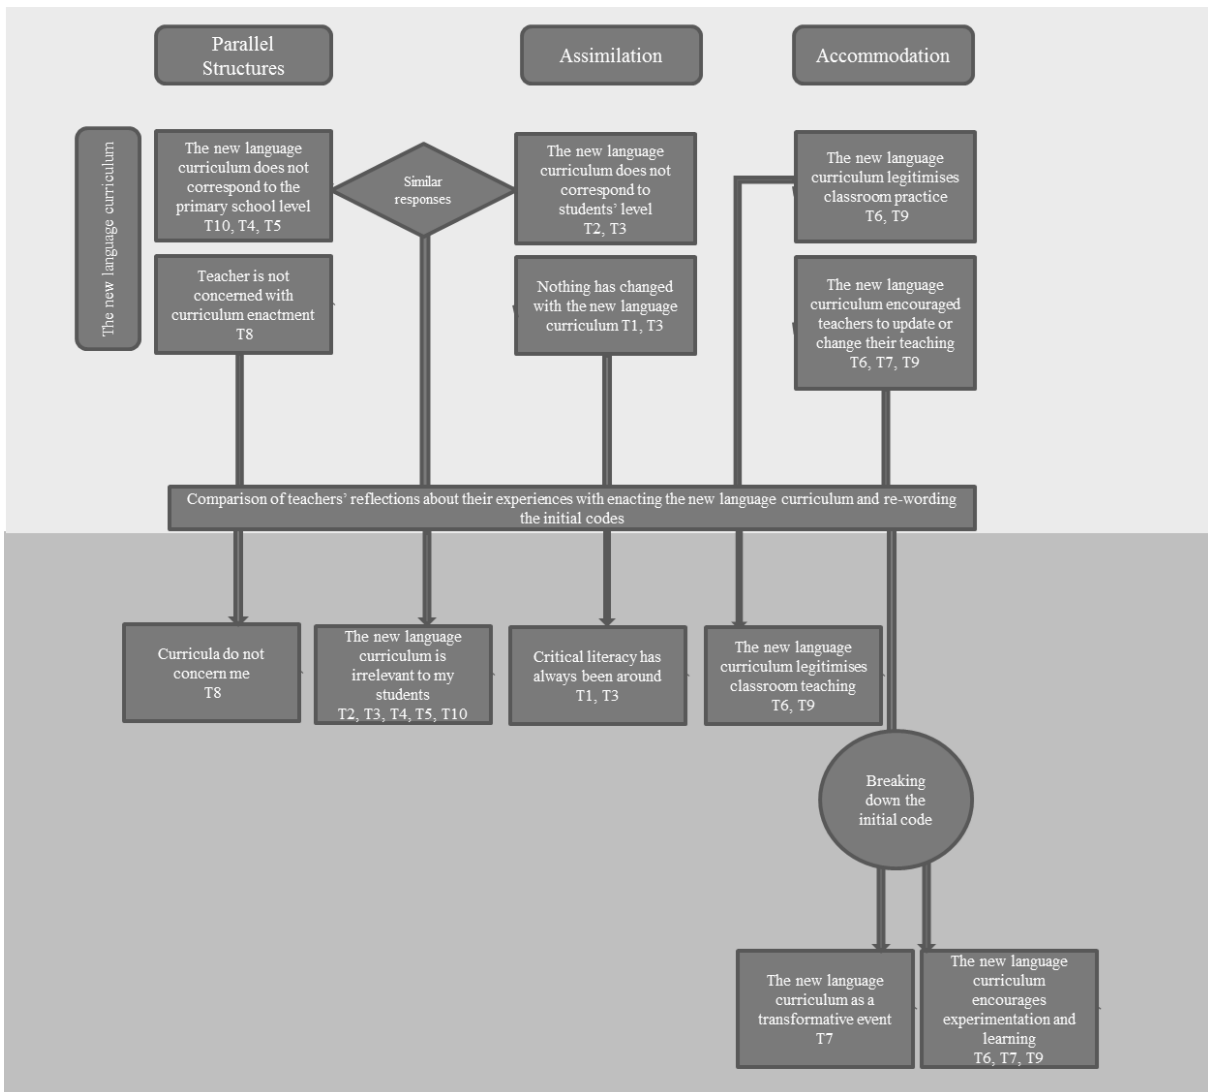 Parallel
Structures
Assimilation
Accommodation
The new language curriculum
The new language
curriculum does not
correspond to the
primary school level
T10, T4, T5
Similar
responses
The new language
curriculum does not
correspond to
students’ level
T2, T3
The new language
curriculum legitimises
classroom practice
T6, T9
Teacher is not
concerned with
curriculum enactment
T8
Nothing has changed
with the new language
curriculum T1, T3
The new language
curriculum encouraged
teachers to update or
change their teaching
T6, T7, T9
Comparison of teachers’ reflections about their experiences with enacting the new language curriculum and re-wording
the initial codes
Curricula do not
concern me
T8
The new language
curriculum is
irrelevant to my
students
T2, T3, T4, T5, T10
Critical literacy has
always been around
T1, T3
The new language
curriculum legitimises
classroom teaching
T6, T9
Breaking
down the
initial code
The new language
curriculum as a
transformative event
T7
The new language
curriculum
encourages
experimentation and
learning
T6, T7, T9